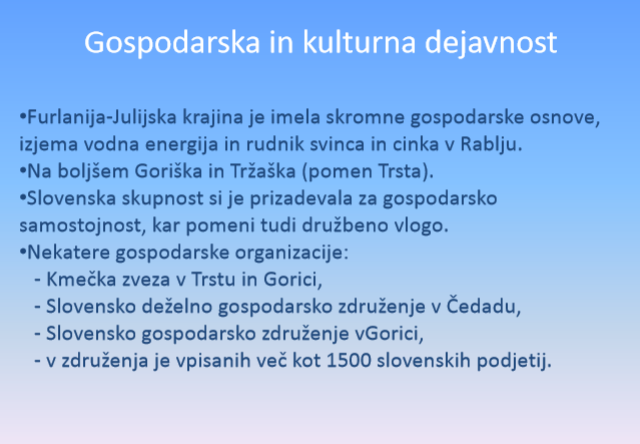 Gospodarska in kulturna dejavnost
•Furlanija-Julijska krajina je imela skromne gospodarske osnove,
izjema vodna energija in rudnik svinca in cinka v Rablju.
•Na boljšem Goriška in Tržaška (pomen Trsta).
•Slovenska skupnost si je prizadevala za gospodarsko
samostojnost, kar pomeni tudi družbeno vlogo.
•Nekatere gospodarske organizacije:
- Kmečka zveza v Trstu in Gorici,
- Slovensko deželno gospodarsko združenje v Čedadu,
- Slovensko gospodarsko združenje vGorici,
- v združenja je vpisanih več kot 1500 slovenskih podjetij.